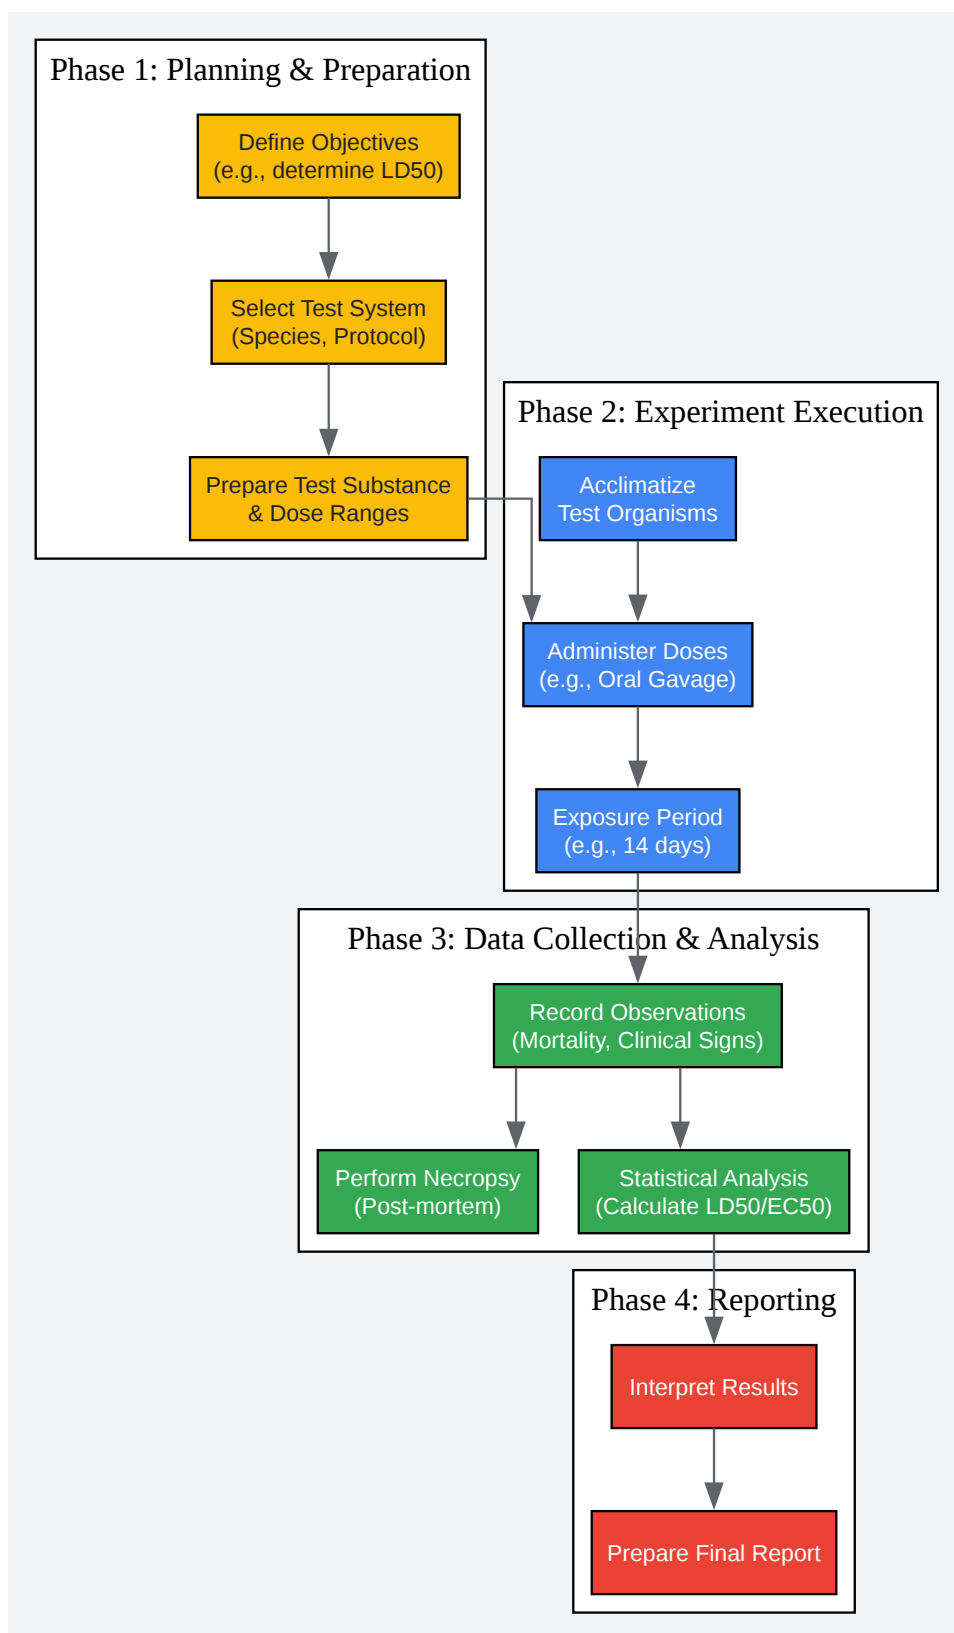 Phase 1: Planning & Preparation
Define Objectives
(e.g., determine LD50)
Select Test System
(Species, Protocol)
Prepare Test Substance
& Dose Ranges
Phase 2: Experiment Execution
Acclimatize
Test Organisms
Administer Doses
(e.g., Oral Gavage)
Exposure Period
(e.g., 14 days)
Phase 3: Data Collection & Analysis
Record Observations
(Mortality, Clinical Signs)
Perform Necropsy
(Post-mortem)
Statistical Analysis
(Calculate LD50/EC50)
Phase 4: Reporting
Interpret Results
Prepare Final Report